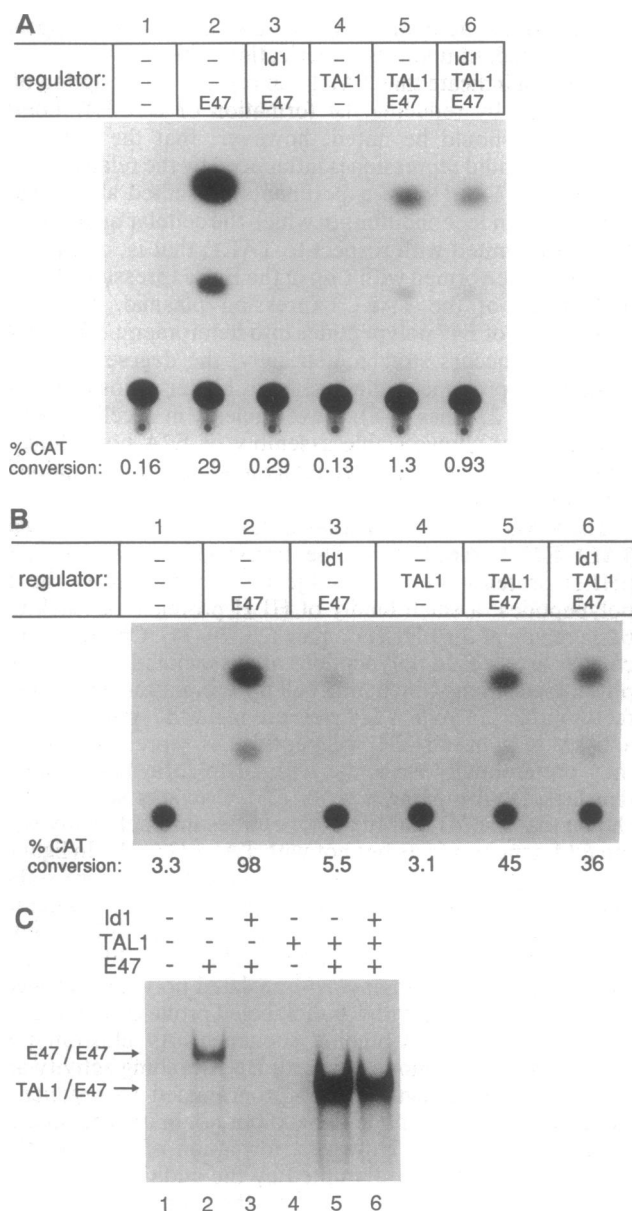 A
1 2 3 4 5 6
– – Id1 – – Id1
regulator: – – – TAL1 TAL1 TAL1
– E47 E47 – E47 E47
% CAT
conversion: 0.16 29 0.29 0.13 1.3 0.93
B
1 2 3 4 5 6
– – Id1 – – Id1
regulator: – – – TAL1 TAL1 TAL1
– E47 E47 – E47 E47
% CAT
conversion: 3.3 98 5.5 3.1 45 36
C
Id1 - - + - - +
TAL1 - - - + + +
E47 - + + - + +
E47/E47 →
TAL1/E47 →
1 2 3 4 5 6